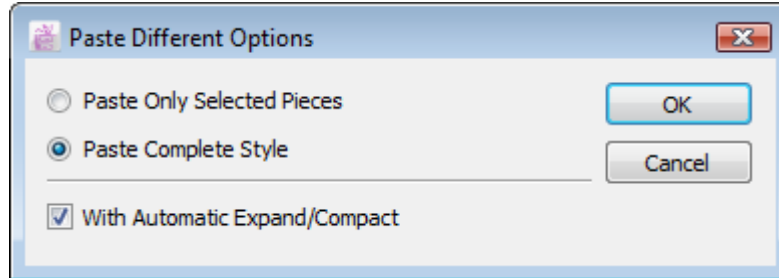 Paste Different Options
Paste Only Selected Pieces
OK
Paste Complete Style
Cancel
With Automatic Expand/Compact